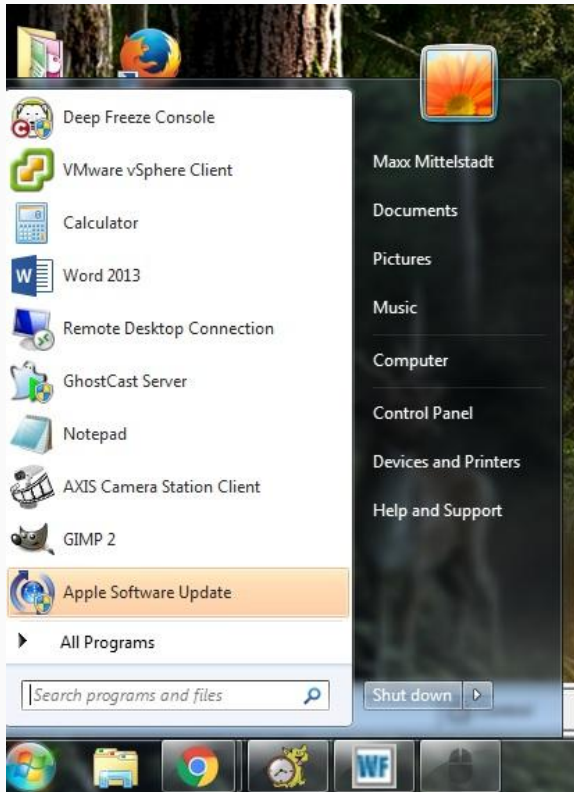 Deep Freeze Console
VMware vSphere Client
Calculator
Word 2013
Remote Desktop Connection
GhostCast Server
Notepad
AXIS Camera Station Client
GIMP 2
Apple Software Update
All Programs
Search programs and files
Maxx Mittelstadt
Documents
Pictures
Music
Computer
Control Panel
Devices and Printers
Help and Support
Shut down
WF